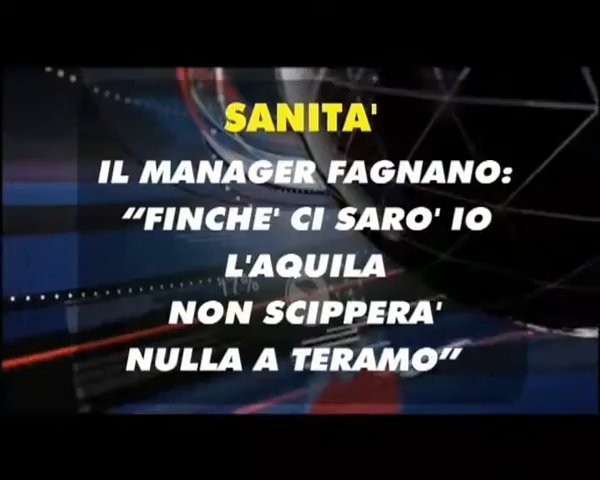 SANITA'
IL MANAGER FAGNANO:
“FINCHE' CI SARO' IO
L'AQUILA
NON SCIPPERA'
NULLA A TERAMO”